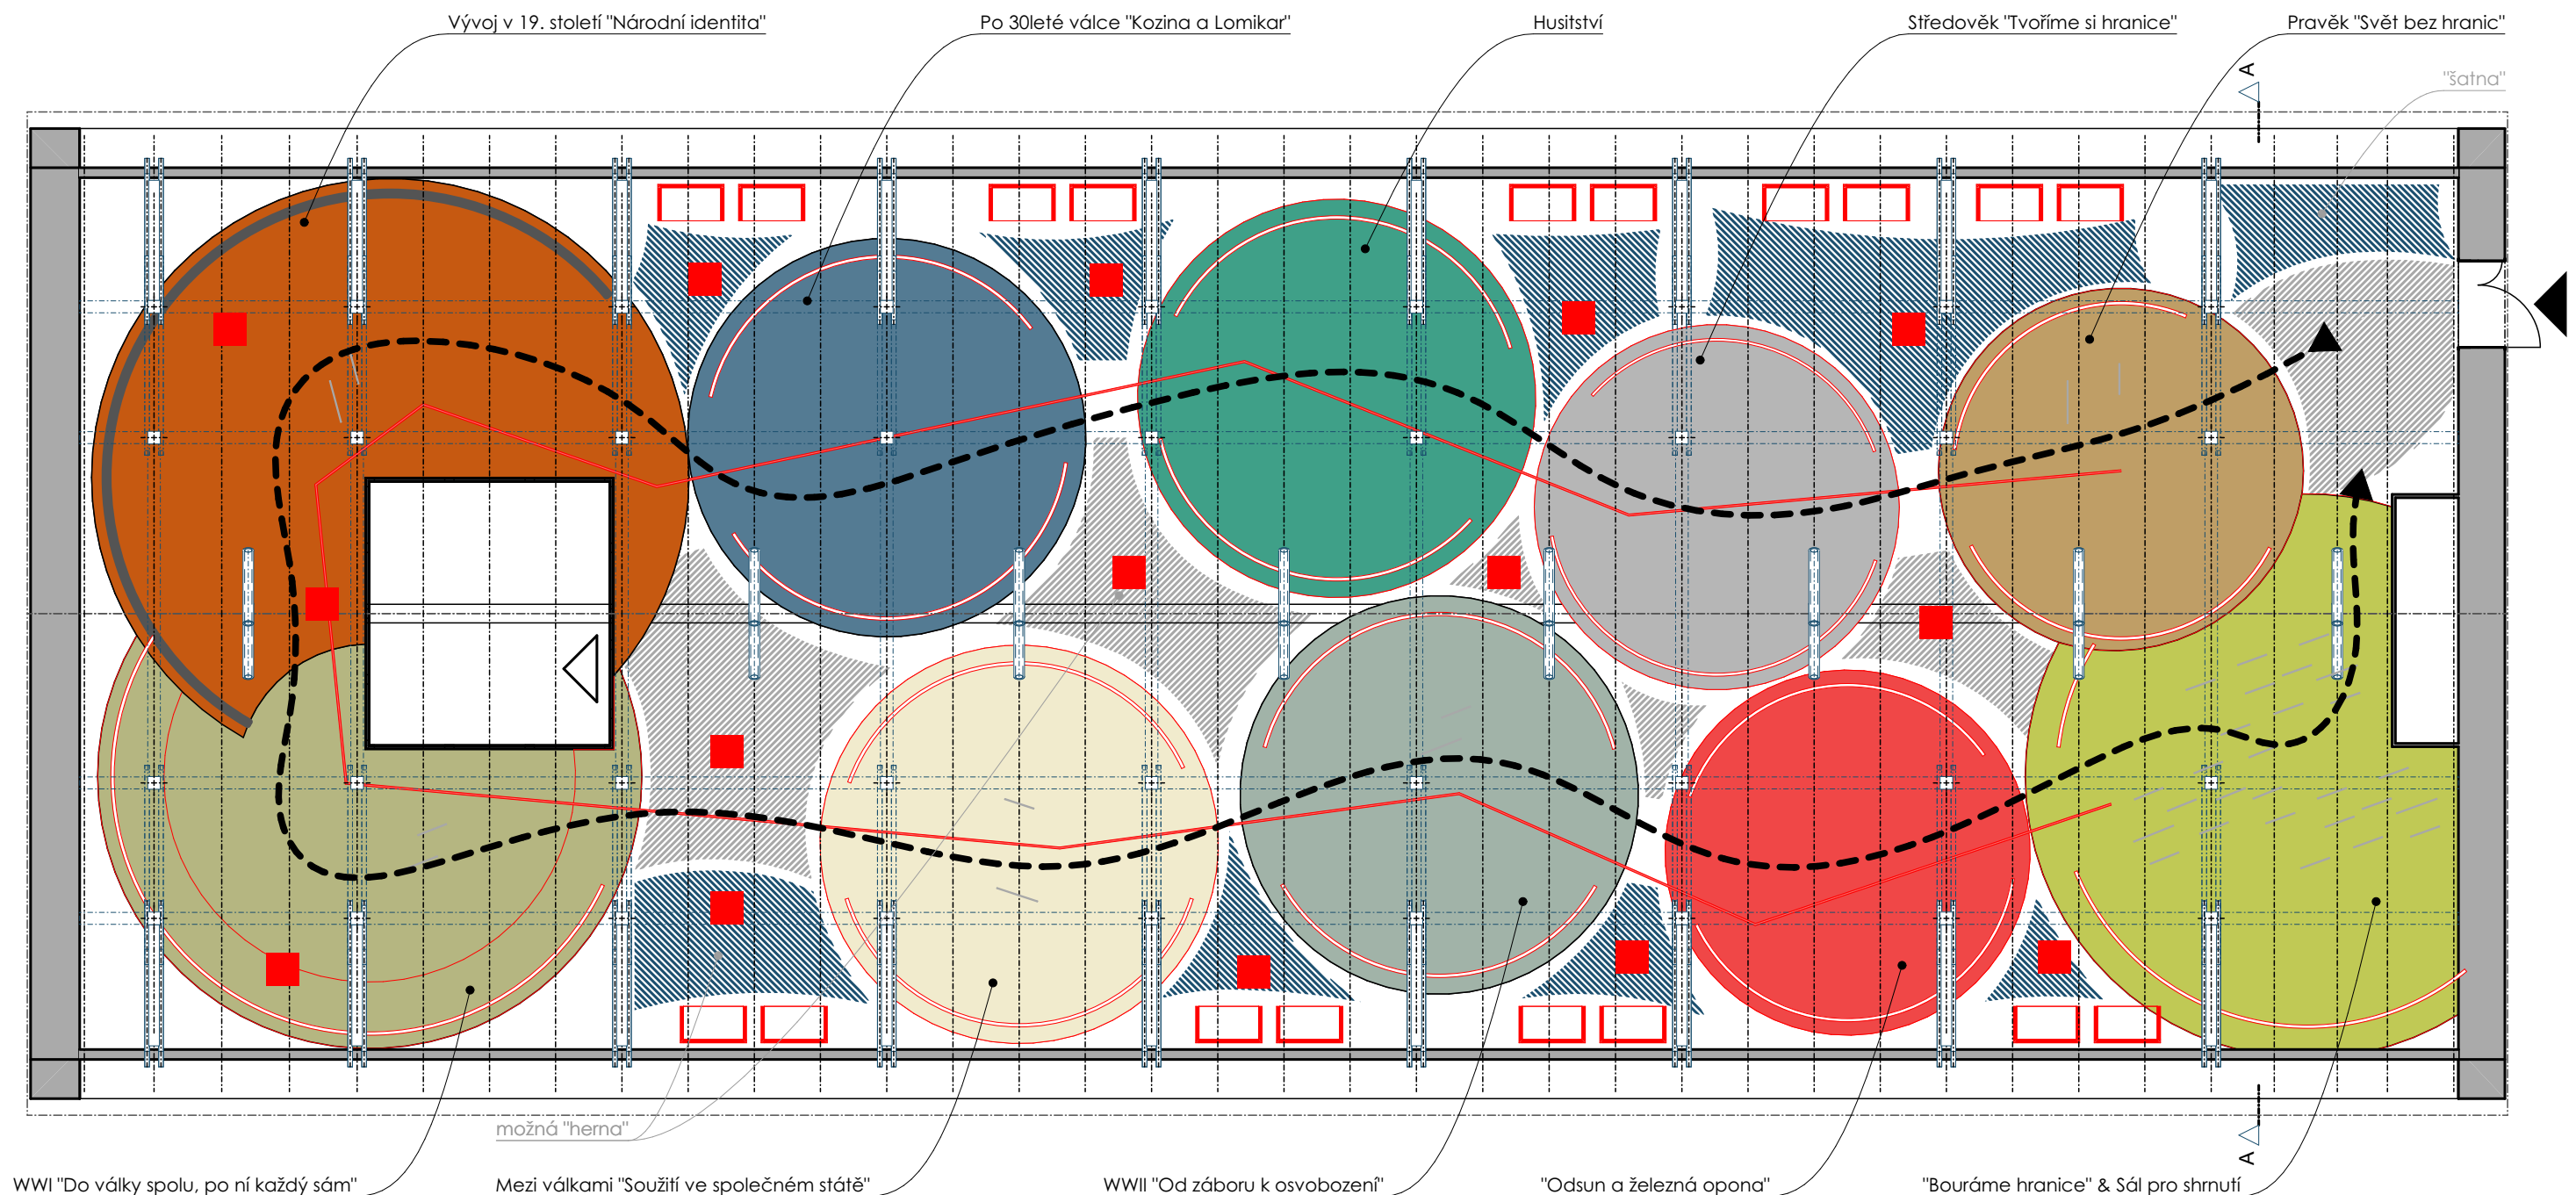 Vývoj v 19. století "Národní identita"
Po 30leté válce "Kozina a Lomikar"
Husitství
Středověk "Tvoříme si hranice"
Pravěk "Svět bez hranic"
A
"šatna"
možná "herna"
A
WWI "Do války spolu, po ní každý sám"
Mezi válkami "Soužití ve společném státě"
WWII "Od záboru k osvobození"
"Odsun a železná opona"
"Bouráme hranice" & Sál pro shrnutí